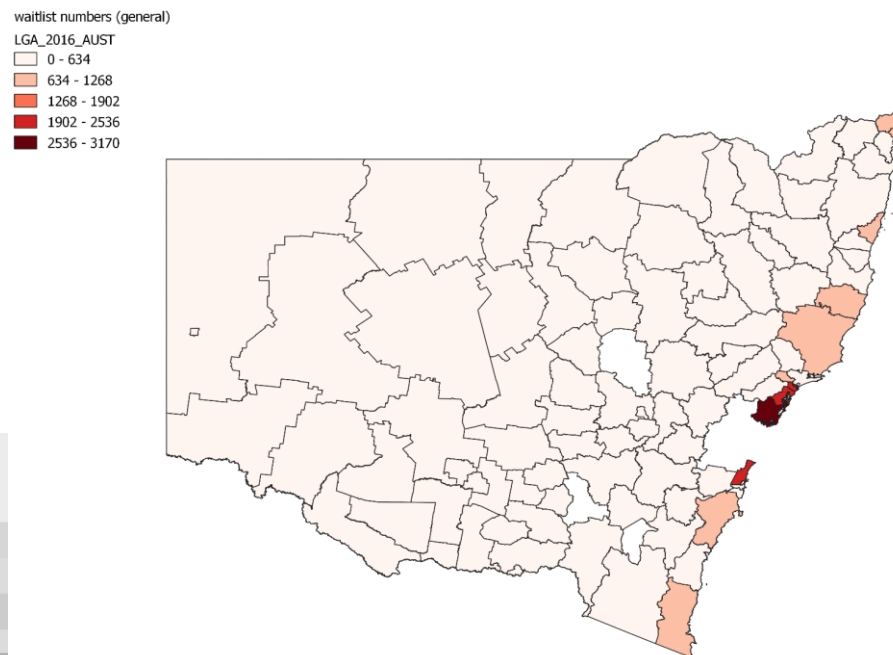 waitlist numbers (general)
LGA_2016_AUST
0 - 634
634 - 1268
1268 - 1902
1902 - 2536
2536 - 3170